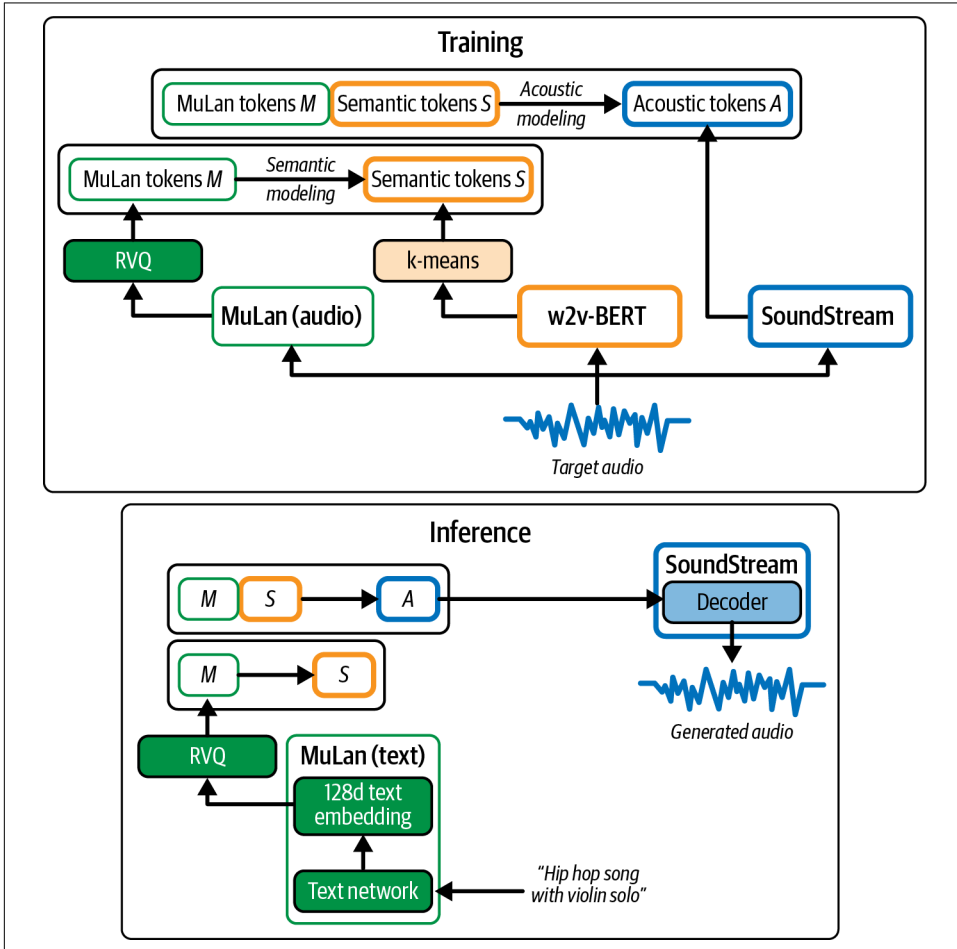 Training
MuLan tokens M
Semantic tokens S
Acoustic
modeling
Acoustic tokens A
MuLan tokens M
Semantic
modeling
Semantic tokens S
RVQ
k-means
MuLan (audio)
w2v-BERT
SoundStream
Target audio
Inference
M
S
A
SoundStream
Decoder
M
S
Generated audio
RVQ
MuLan (text)
128d text
embedding
Text network
“Hip hop song
with violin solo”